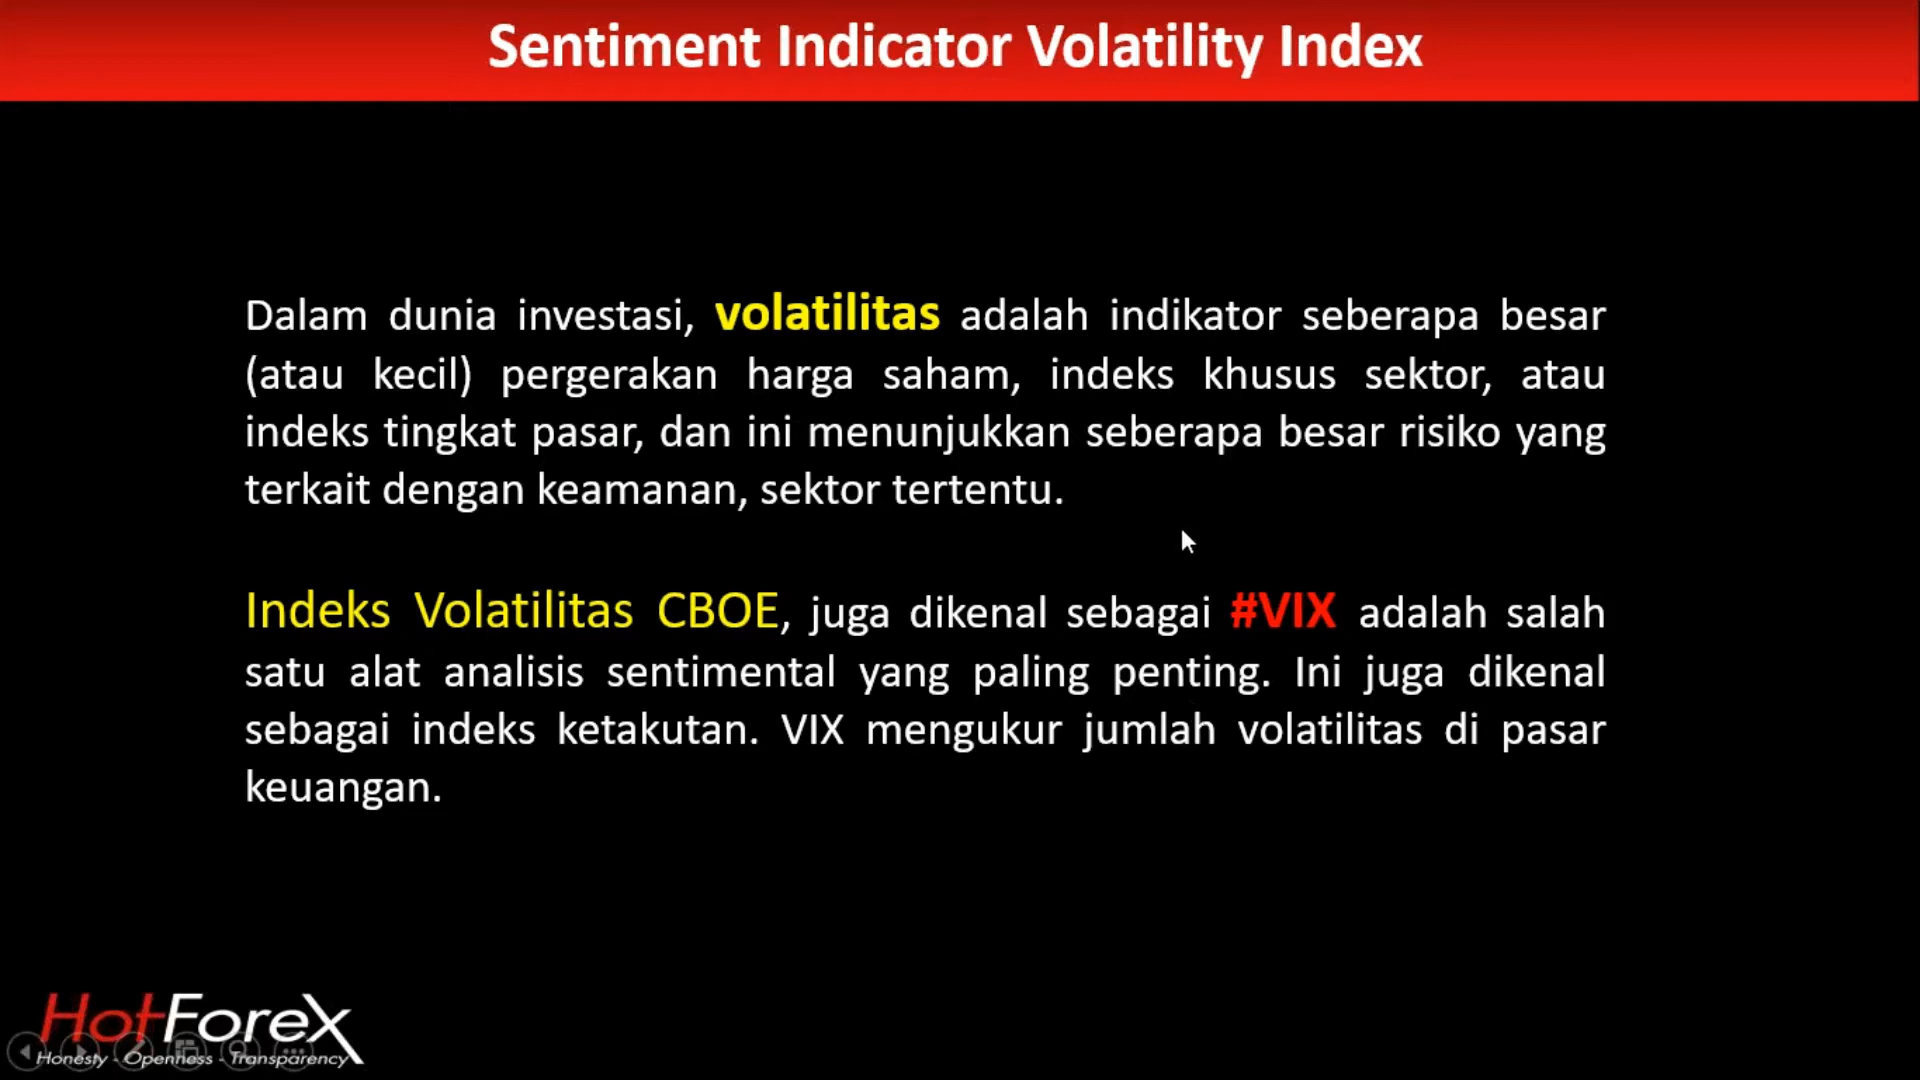 Sentiment Indicator Volatility Index
Dalam dunia investasi, volatilitas adalah indikator seberapa besar
(atau kecil) pergerakan harga saham, indeks khusus sektor, atau
indeks tingkat pasar, dan ini menunjukkan seberapa besar risiko yang
terkait dengan keamanan, sektor tertentu.
Indeks Volatilitas CBOE, juga dikenal sebagai #VIX adalah salah
satu alat analisis sentimental yang paling penting. Ini juga dikenal
sebagai indeks ketakutan. VIX mengukur jumlah volatilitas di pasar
keuangan.
HotForex
Honesty - Openness - Transparency